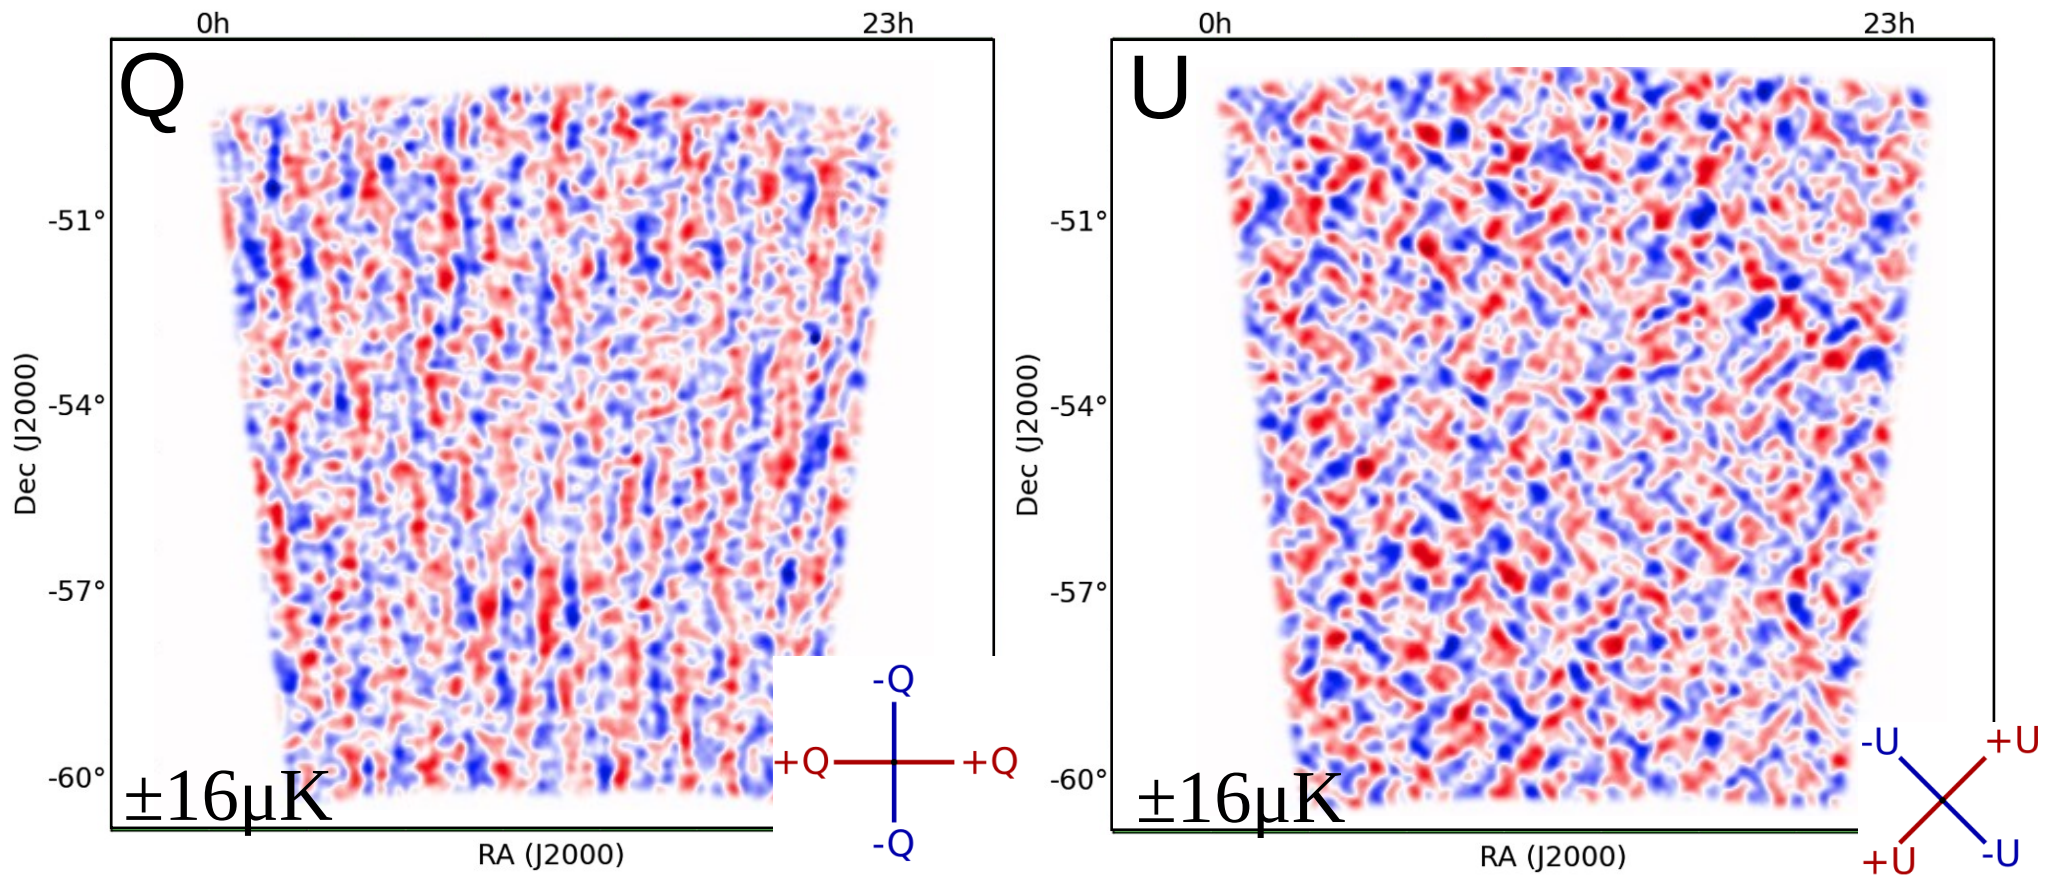 0h 23h
Q
-51°
-54°
-57°
-60°
Dec (J2000)
±16μK
RA (J2000)
-Q
+Q +Q
-Q
0h 23h
U
-51°
-54°
-57°
-60°
Dec (J2000)
±16μK
RA (J2000)
-U +U
+U -U